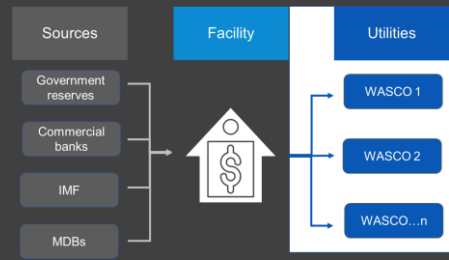 Sources
Facility
Utilities
Government
reserves
Commercial
banks
IMF
MDBs
$
WASCO 1
WASCO 2
WASCO...n